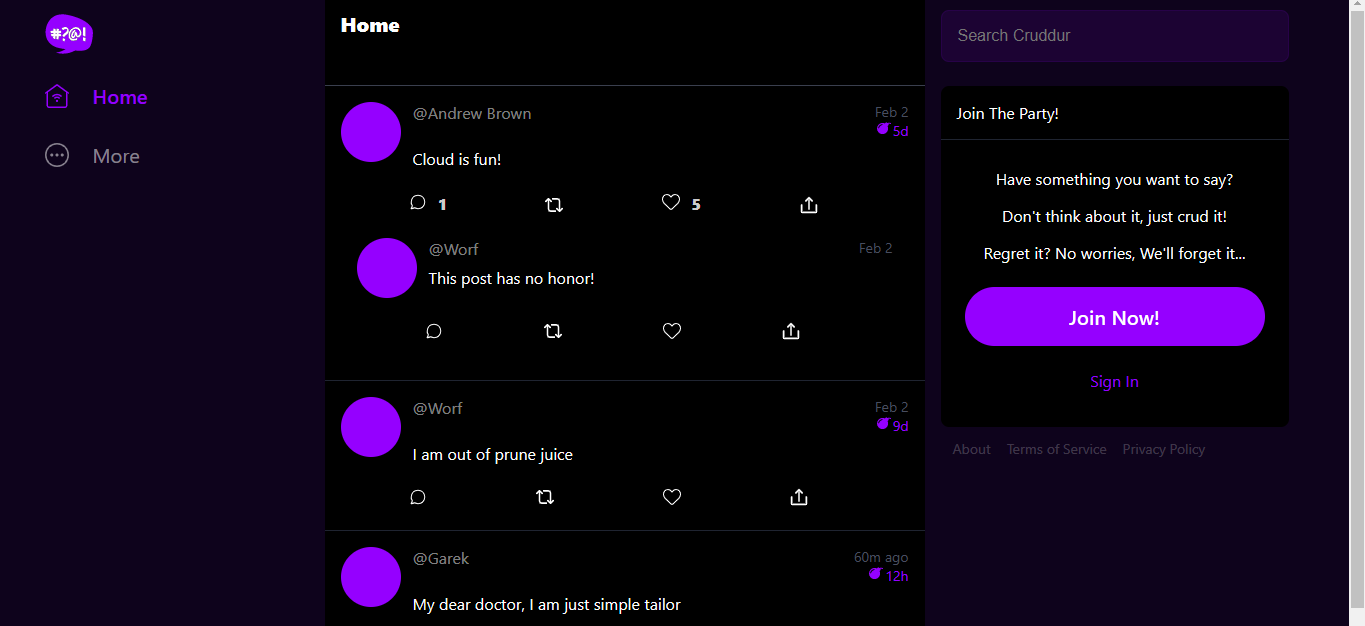 #?@!
Home
More
Home
@Andrew Brown
Feb 2
5d
Cloud is fun!
1
5
@Worf
Feb 2
This post has no honor!
@Worf
Feb 2
9d
I am out of prune juice
@Garek
60m ago
12h
My dear doctor, I am just simple tailor
Search Cruddur
Join The Party!
Have something you want to say?
Don't think about it, just crud it!
Regret it? No worries, We'll forget it...
Join Now!
Sign In
About Terms of Service Privacy Policy